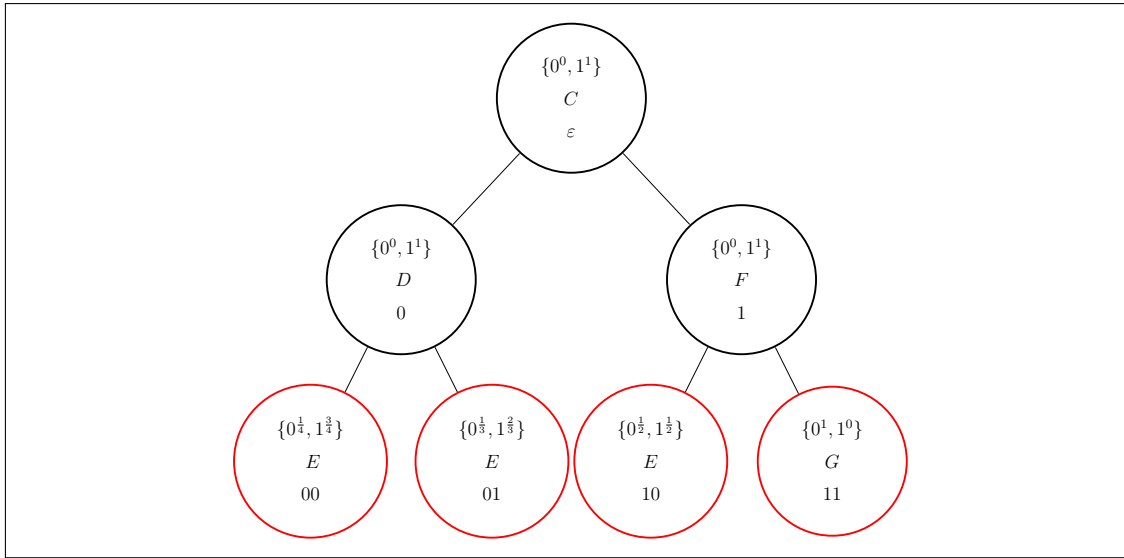 {0^0, 1^1}
C
ε
{0^0, 1^1}
D
0
{0^0, 1^1}
F
1
{0^{1/4}, 1^{3/4}}
E
00
{0^{1/3}, 1^{2/3}}
E
01
{0^{1/2}, 1^{1/2}}
E
10
{0^1, 1^0}
G
11